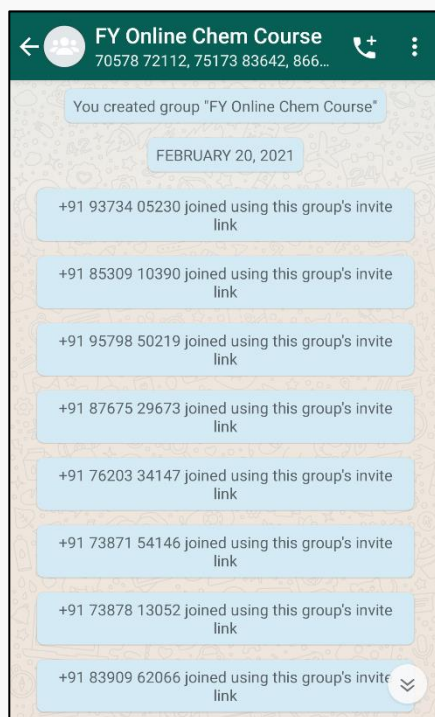 FY Online Chem Course
70578 72112, 75173 83642, 866...
You created group "FY Online Chem Course"
FEBRUARY 20, 2021
+91 93734 05230 joined using this group's invite
link
+91 85309 10390 joined using this group's invite
link
+91 95798 50219 joined using this group's invite
link
+91 87675 29673 joined using this group's invite
link
+91 76203 34147 joined using this group's invite
link
+91 73871 54146 joined using this group's invite
link
+91 73878 13052 joined using this group's invite
link
+91 83909 62066 joined using this group's invite
link